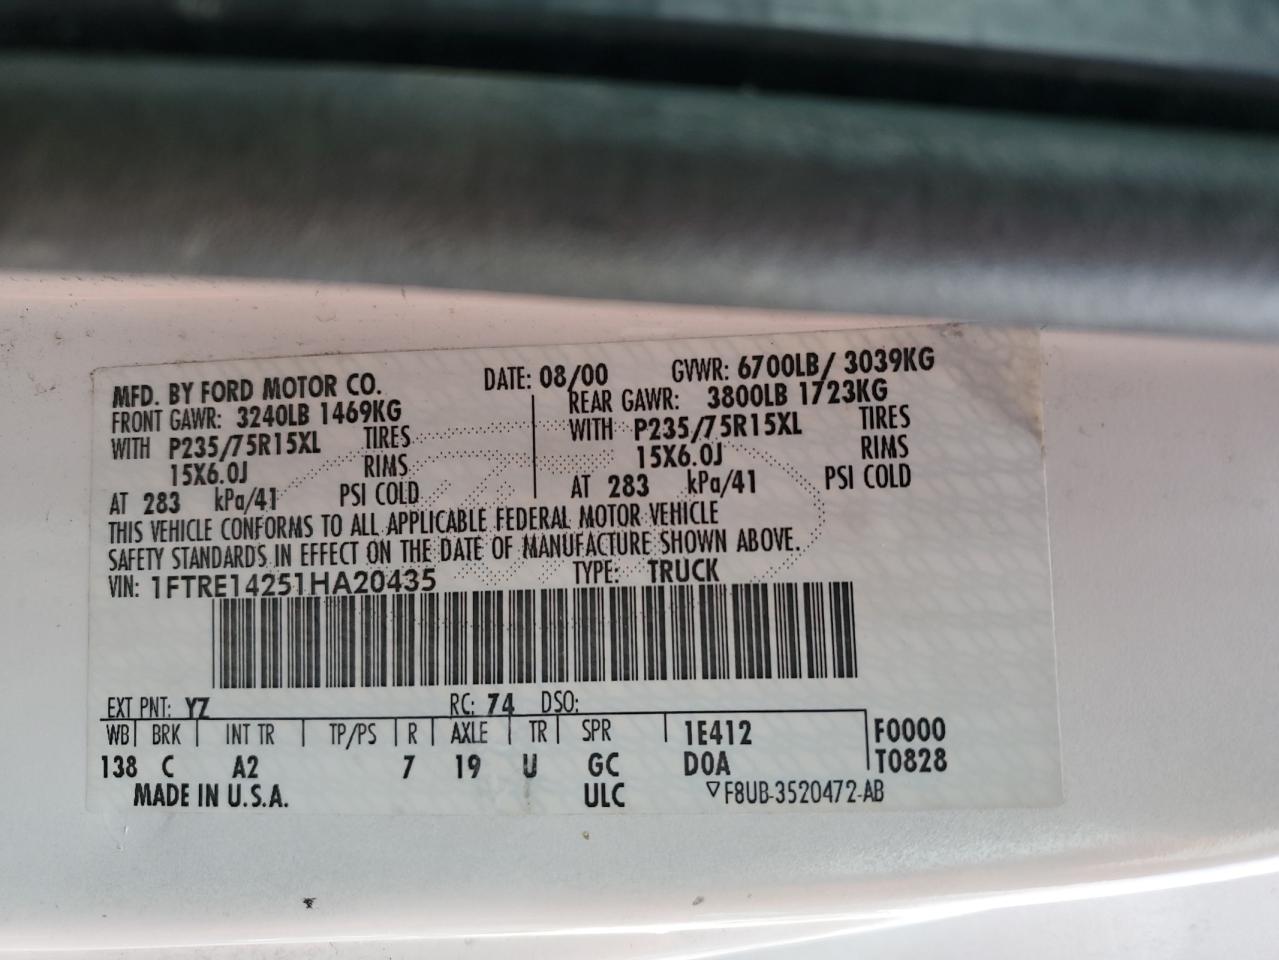 MFD. BY FORD MOTOR CO. DATE: 08/00 GVWR: 6700LB/ 3039KG
FRONT GAWR: 3240LB 1469KG REAR GAWR: 3800LB 1723KG
WITH P235/75R15XL TIRES WITH P235/75R15XL TIRES
15X6.0J RIMS 15X6.0J RIMS
AT 283 kPa/41 PSI COLD AT 283 kPa/41 PSI COLD
THIS VEHICLE CONFORMS TO ALL APPLICABLE FEDERAL MOTOR VEHICLE
SAFETY STANDARDS IN EFFECT ON THE DATE OF MANUFACTURE SHOWN ABOVE.
VIN: 1FTRE14251HA20435 TYPE: TRUCK
EXT PNT: YZ RC: 74 DSO:
WB BRK INT TR TP/PS R AXLE TR SPR 1E412 F0000
138 C A2 7 19 U GC DOA T0828
MADE IN U.S.A. ULC ▽F8UB-3520472-AB